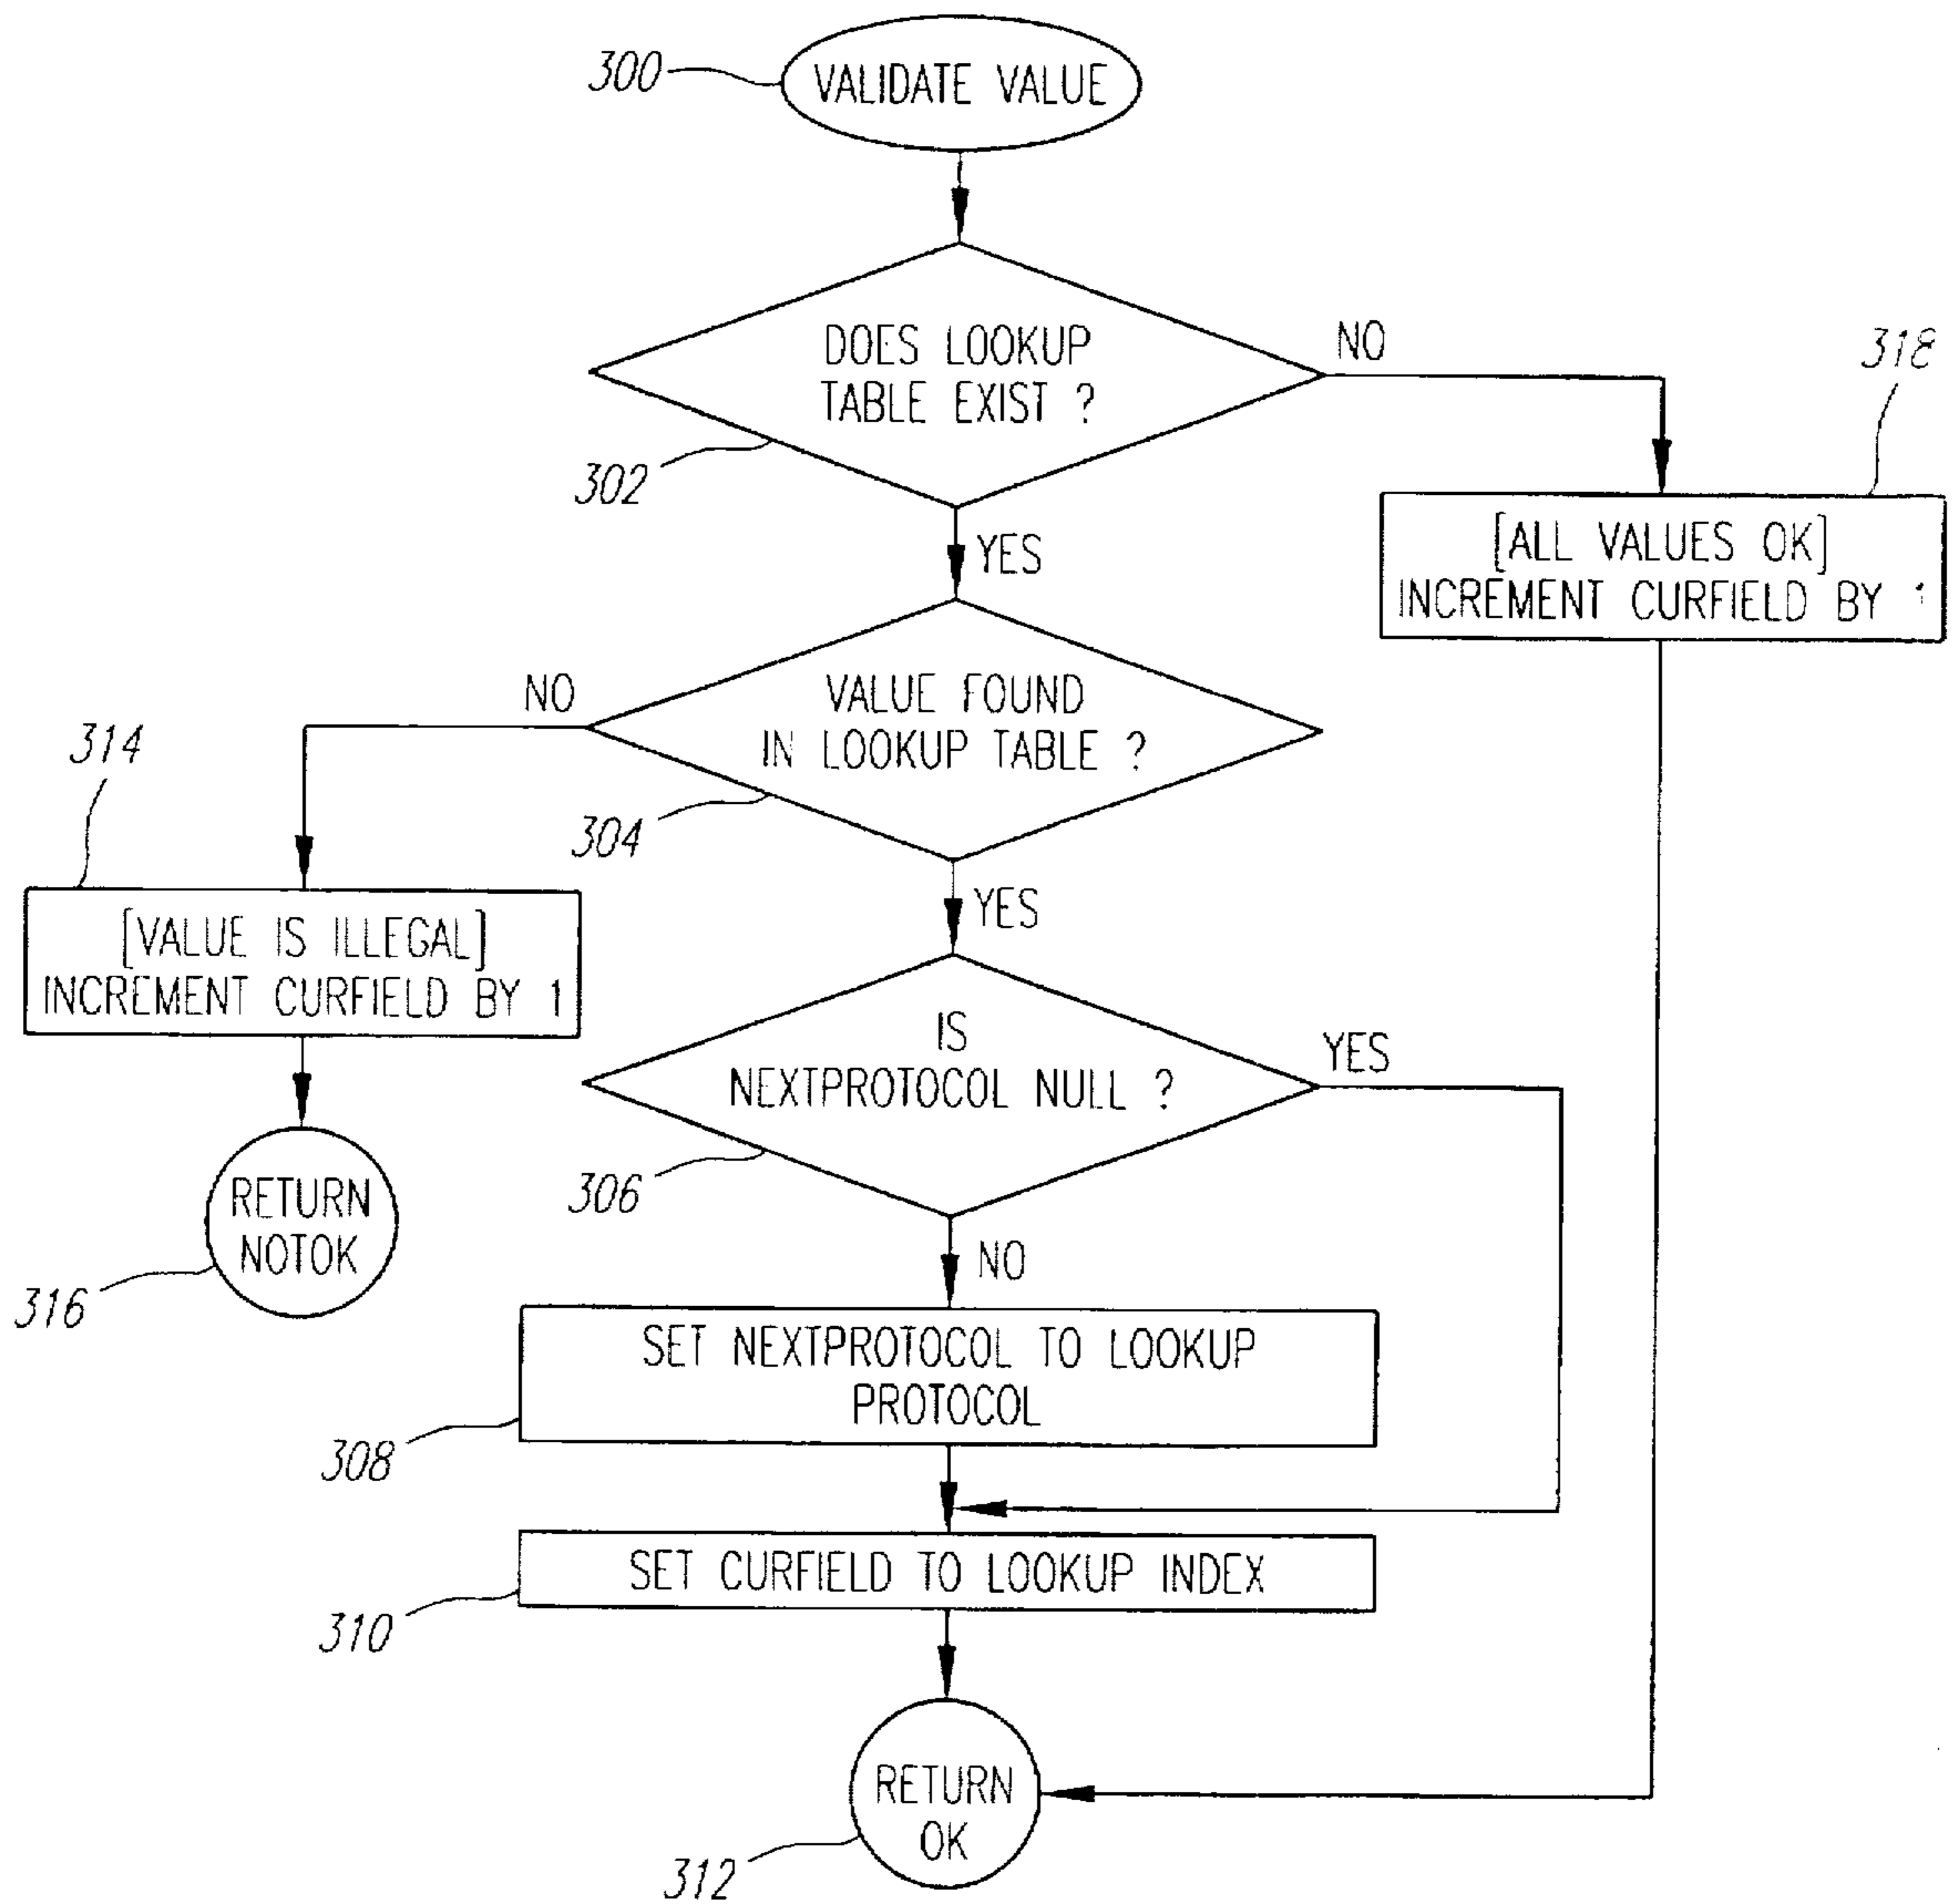 300
VALIDATE VALUE
DOES LOOKUP
TABLE EXIST ?
302
NO
318
YES
[ALL VALUES OK]
INCREMENT CURFIELD BY 1
VALUE FOUND
IN LOOKUP TABLE ?
304
NO
314
YES
[VALUE IS ILLEGAL]
INCREMENT CURFIELD BY 1
IS
NEXTPROTOCOL NULL ?
306
YES
RETURN
NOTOK
316
NO
SET NEXTPROTOCOL TO LOOKUP
PROTOCOL
308
SET CURFIELD TO LOOKUP INDEX
310
RETURN
OK
312